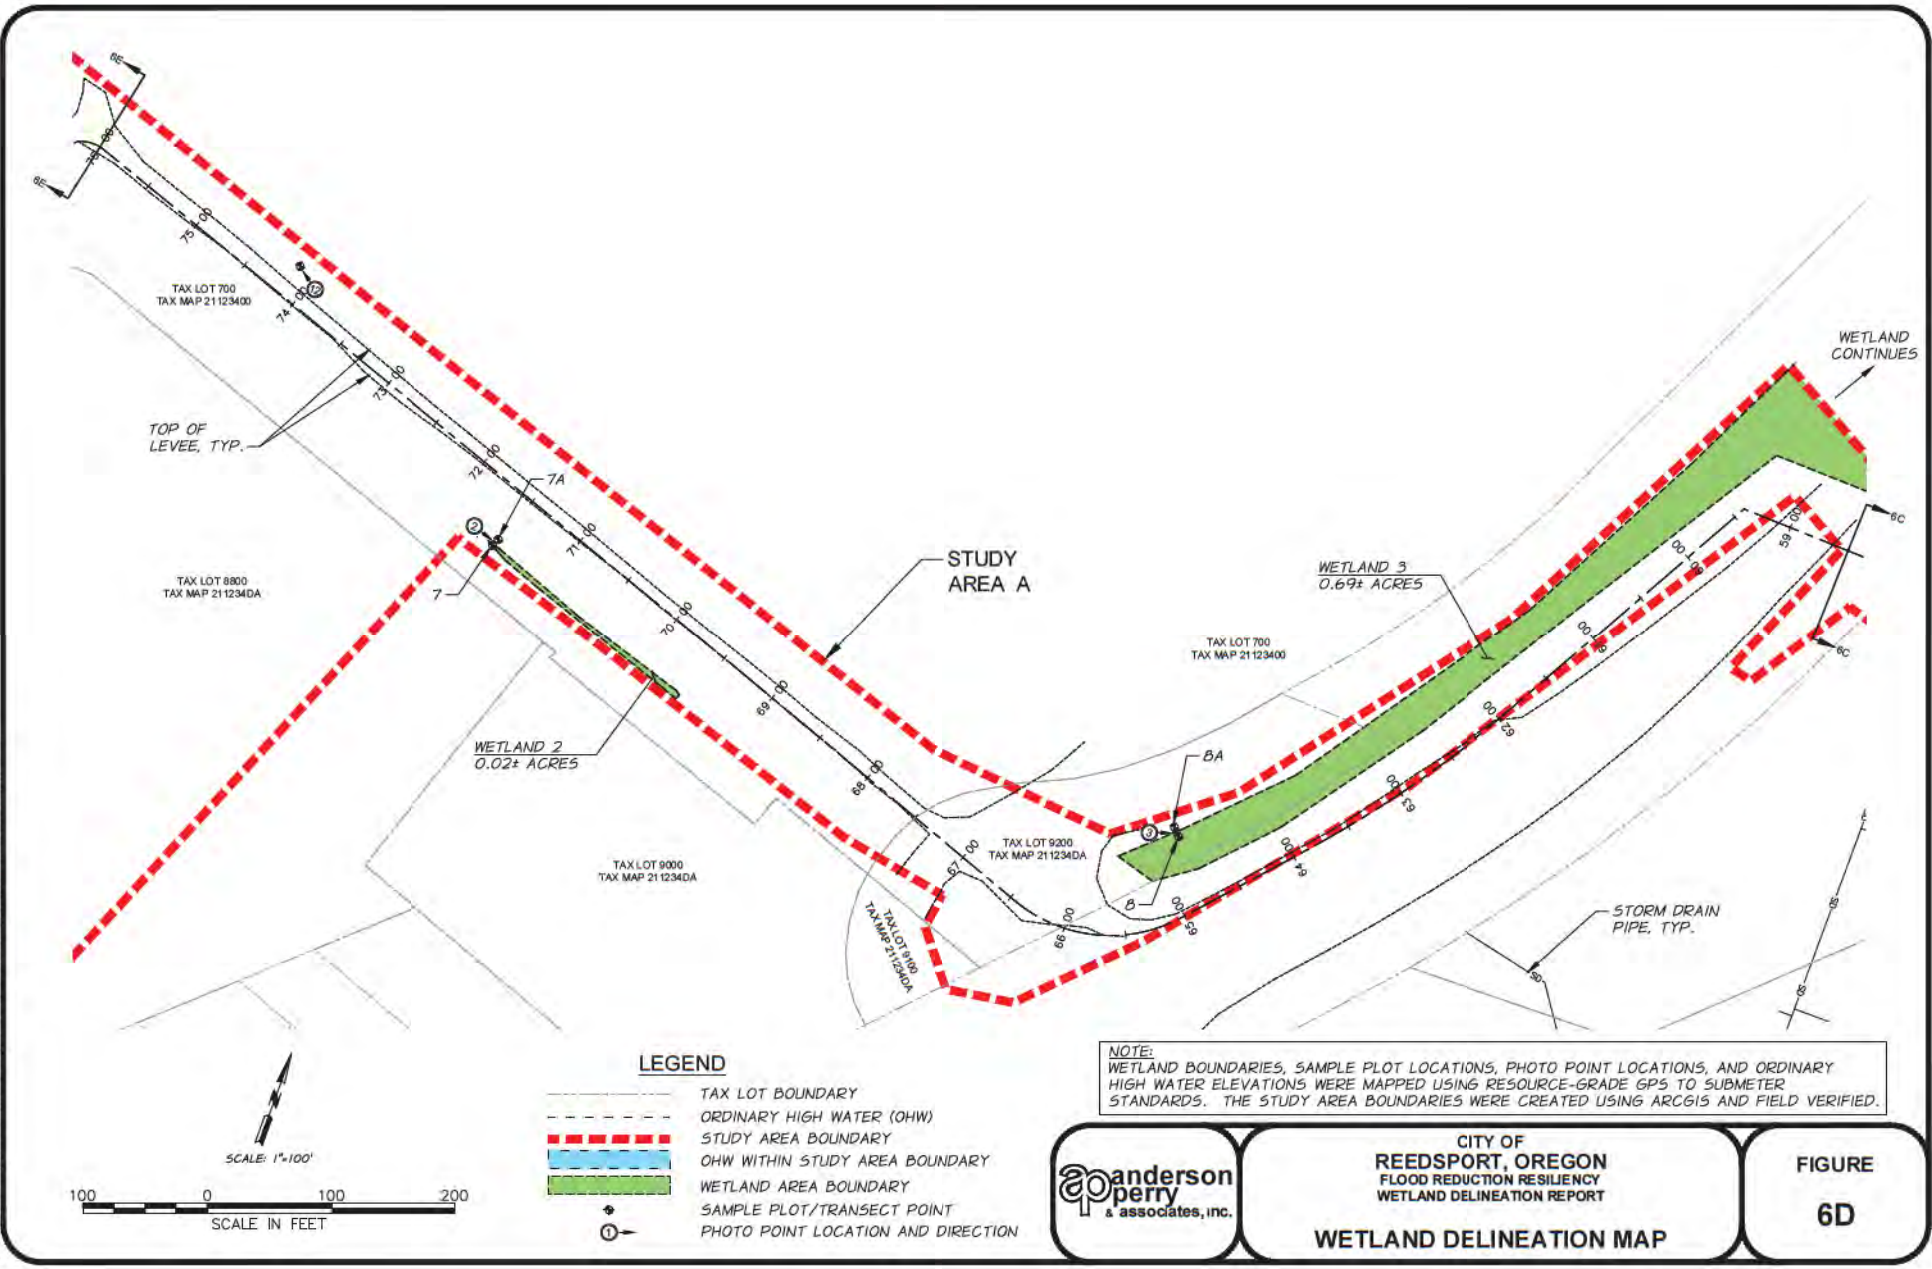 6E
6E
76 00
75 00
TAX LOT 700
TAX MAP 21123400
12
74 00
73 00
TOP OF
LEVEE, TYP.
72 00
7A
2
71 00
7
TAX LOT 8800
TAX MAP 211234DA
STUDY
AREA A
70 00
WETLAND
CONTINUES
6C
59 00
60 00
WETLAND 3
0.69± ACRES
61 00
6C
TAX LOT 700
TAX MAP 21123400
69 00
62 00
WETLAND 2
0.02± ACRES
8A
68 00
63 00
3
TAX LOT 9200
TAX MAP 211234DA
67 00
64 00
TAX LOT 9000
TAX MAP 211234DA
8
65 00
66 00
TAX LOT 9100
TAX MAP 211234DA
STORM DRAIN
PIPE, TYP.
SD
SD
SD
SCALE: 1"=100'
100 0 100 200
SCALE IN FEET
LEGEND
TAX LOT BOUNDARY
ORDINARY HIGH WATER (OHW)
STUDY AREA BOUNDARY
OHW WITHIN STUDY AREA BOUNDARY
WETLAND AREA BOUNDARY
SAMPLE PLOT/TRANSECT POINT
1 PHOTO POINT LOCATION AND DIRECTION
NOTE:
WETLAND BOUNDARIES, SAMPLE PLOT LOCATIONS, PHOTO POINT LOCATIONS, AND ORDINARY
HIGH WATER ELEVATIONS WERE MAPPED USING RESOURCE-GRADE GPS TO SUBMETER
STANDARDS. THE STUDY AREA BOUNDARIES WERE CREATED USING ARCGIS AND FIELD VERIFIED.
ap anderson
perry
& associates, inc.
CITY OF
REEDSPORT, OREGON
FLOOD REDUCTION RESILIENCY
WETLAND DELINEATION REPORT
WETLAND DELINEATION MAP
FIGURE
6D